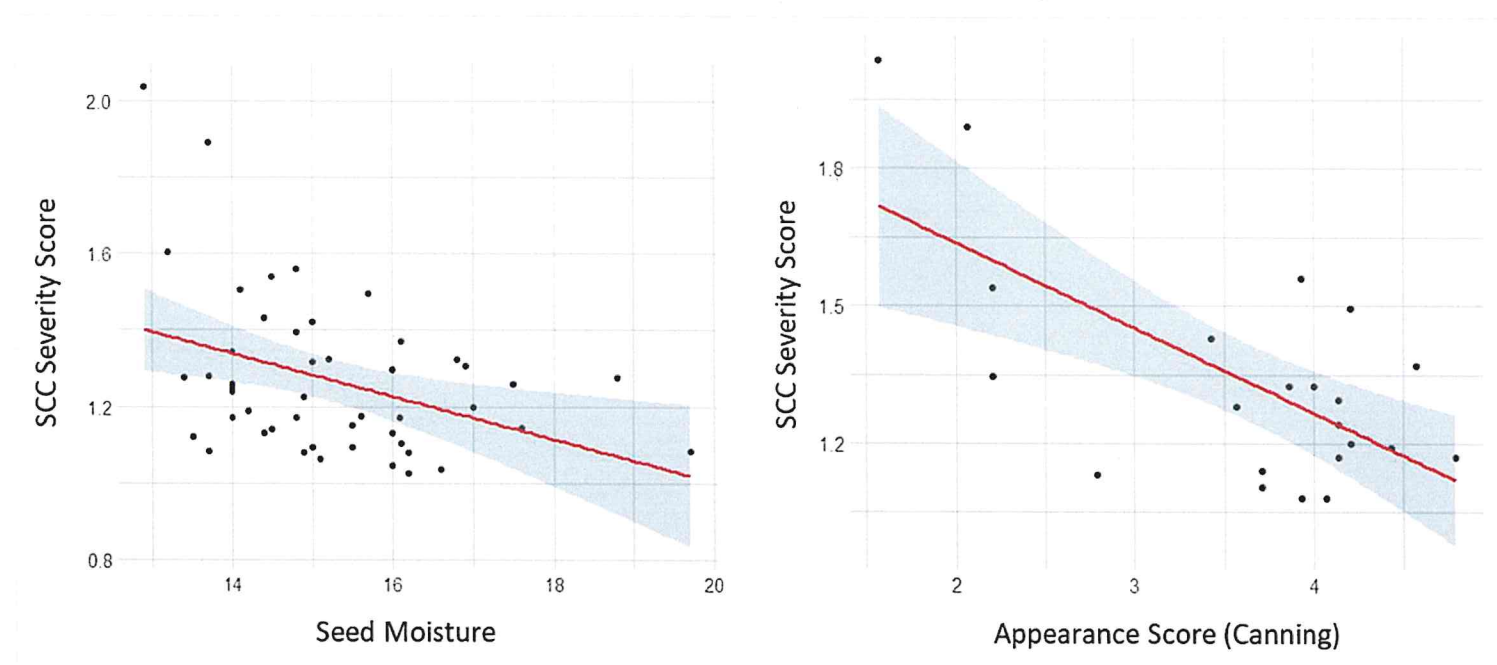 SCC Severity Score
2.0
1.6
1.2
0.8
14 16 18 20
Seed Moisture
SCC Severity Score
1.8
1.5
1.2
2 3 4
Appearance Score (Canning)